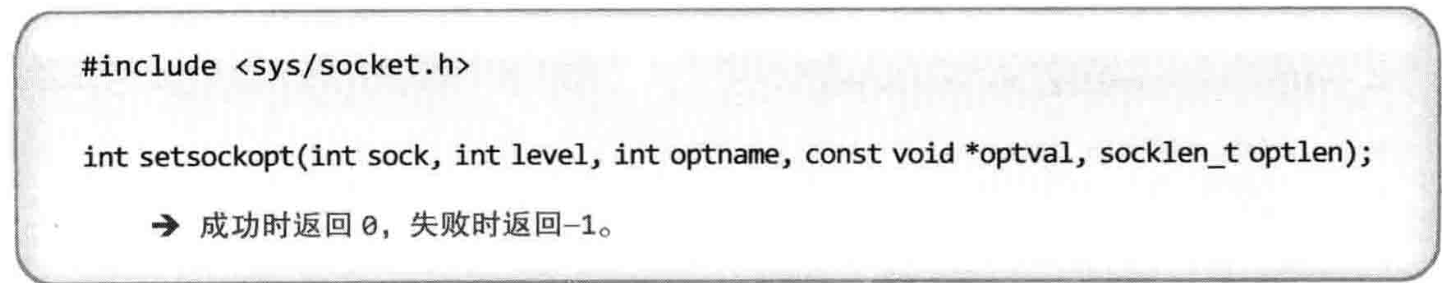 #include <sys/socket.h>
int setsockopt(int sock, int level, int optname, const void *optval, socklen_t optlen);
➔ 成功时返回 0, 失败时返回–1。